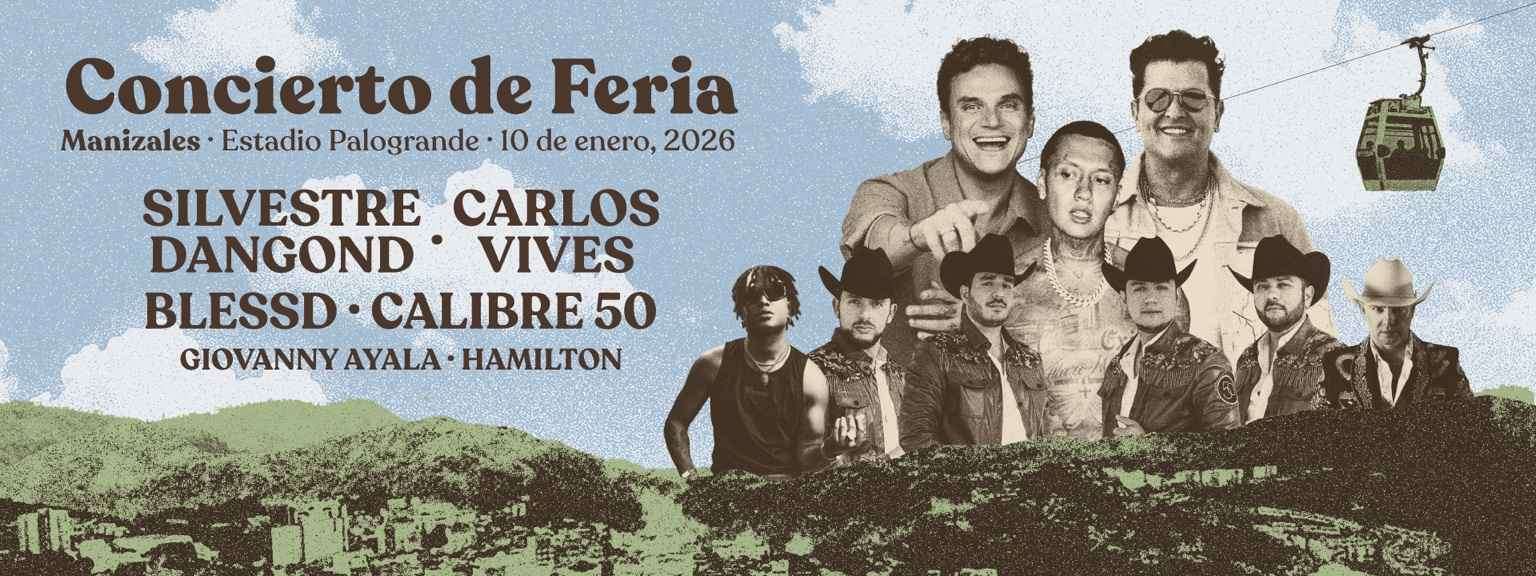 Concierto de Feria
Manizales · Estadio Palogrande · 10 de enero, 2026
SILVESTRE DANGOND · CARLOS VIVES
BLESSD · CALIBRE 50
GIOVANNY AYALA · HAMILTON